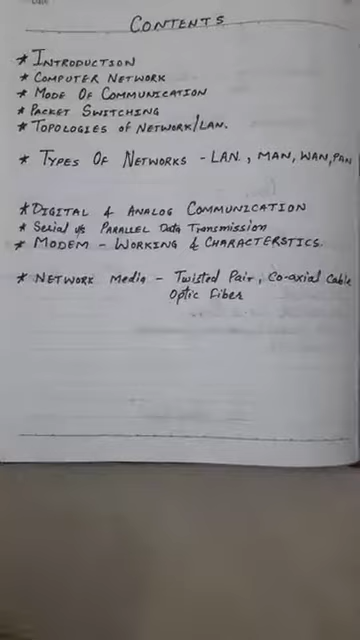 Date
CONTENTS
* INTRODUCTION
* COMPUTER NETWORK
* MODE OF COMMUNICATION
* PACKET SWITCHING
* TOPOLOGIES of NETWORK/LAN.
* TYPES OF NETWORKS - LAN., MAN, WAN, PAN
* DIGITAL & ANALOG COMMUNICATION
* Serial v/s PARALLEL Data Transmission
* MODEM - WORKING & CHARACTERSTICS.
* NETWORK Media - Twisted Pair, Co-axial Cable
Optic Fiber